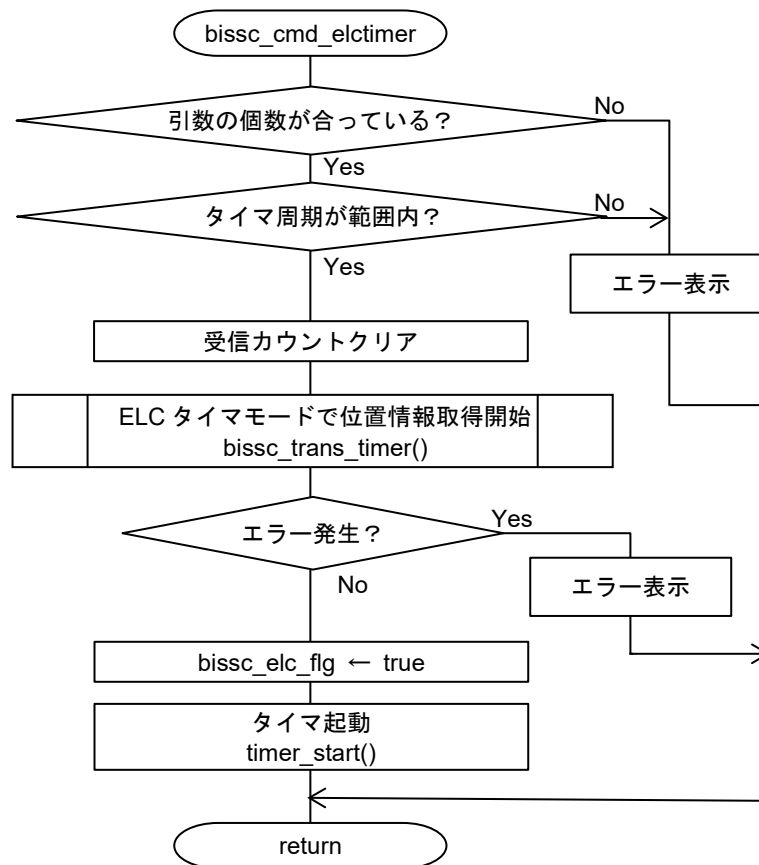 bissc_cmd_elctimer
引数の個数が合っている？
No
Yes
タイマ周期が範囲内？
No
Yes
エラー表示
受信カウントクリア
ELC タイマモードで位置情報取得開始
bissc_trans_timer()
エラー発生？
Yes
No
エラー表示
bissc_elc_flg ← true
タイマ起動
timer_start()
return